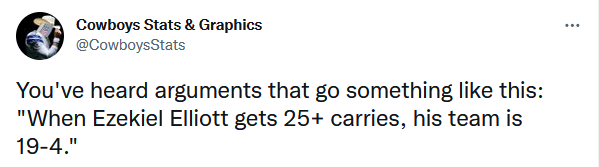 Cowboys Stats & Graphics
@CowboysStats
You've heard arguments that go something like this:
"When Ezekiel Elliott gets 25+ carries, his team is
19-4."